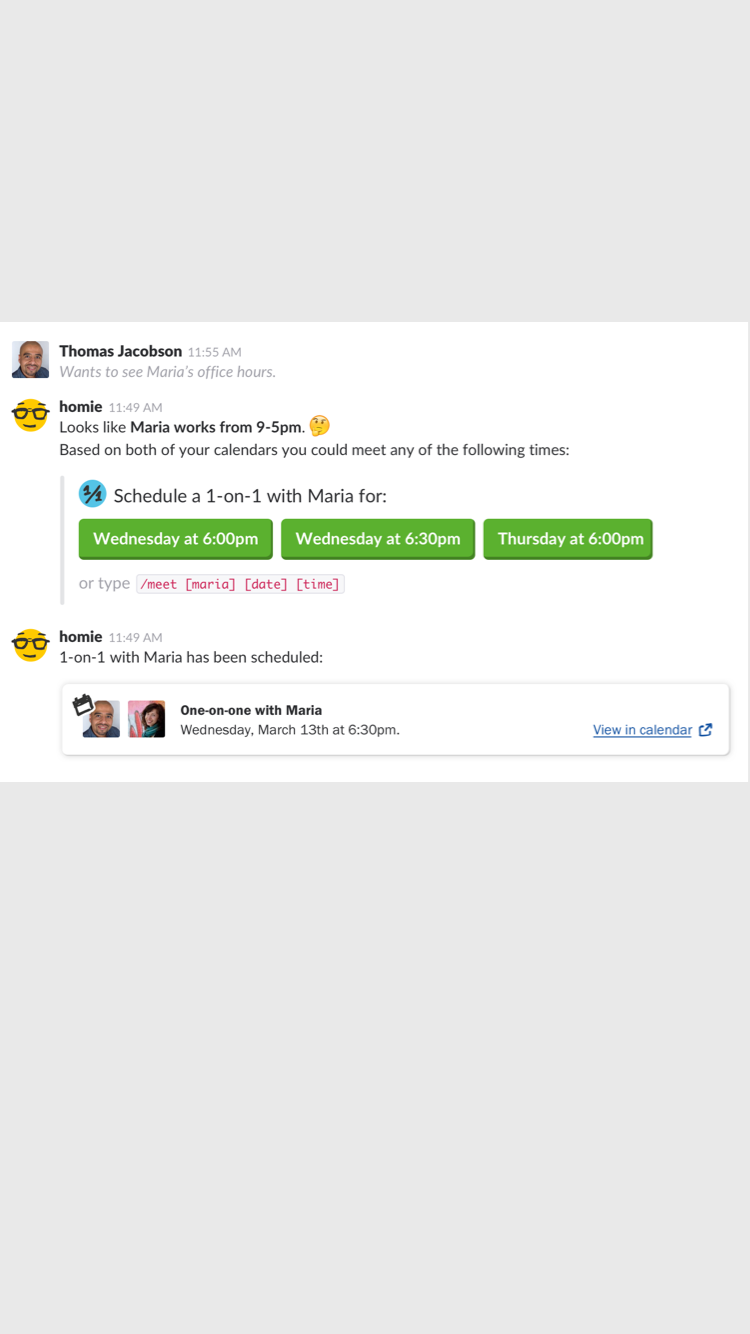 Thomas Jacobson 11:55 AM
Wants to see Maria's office hours.
homie 11:49 AM
Looks like Maria works from 9-5pm. 🤔
Based on both of your calendars you could meet any of the following times:
1/1 Schedule a 1-on-1 with Maria for:
Wednesday at 6:00pm Wednesday at 6:30pm Thursday at 6:00pm
or type /meet [maria] [date] [time]
homie 11:49 AM
1-on-1 with Maria has been scheduled:
One-on-one with Maria
Wednesday, March 13th at 6:30pm.
View in calendar